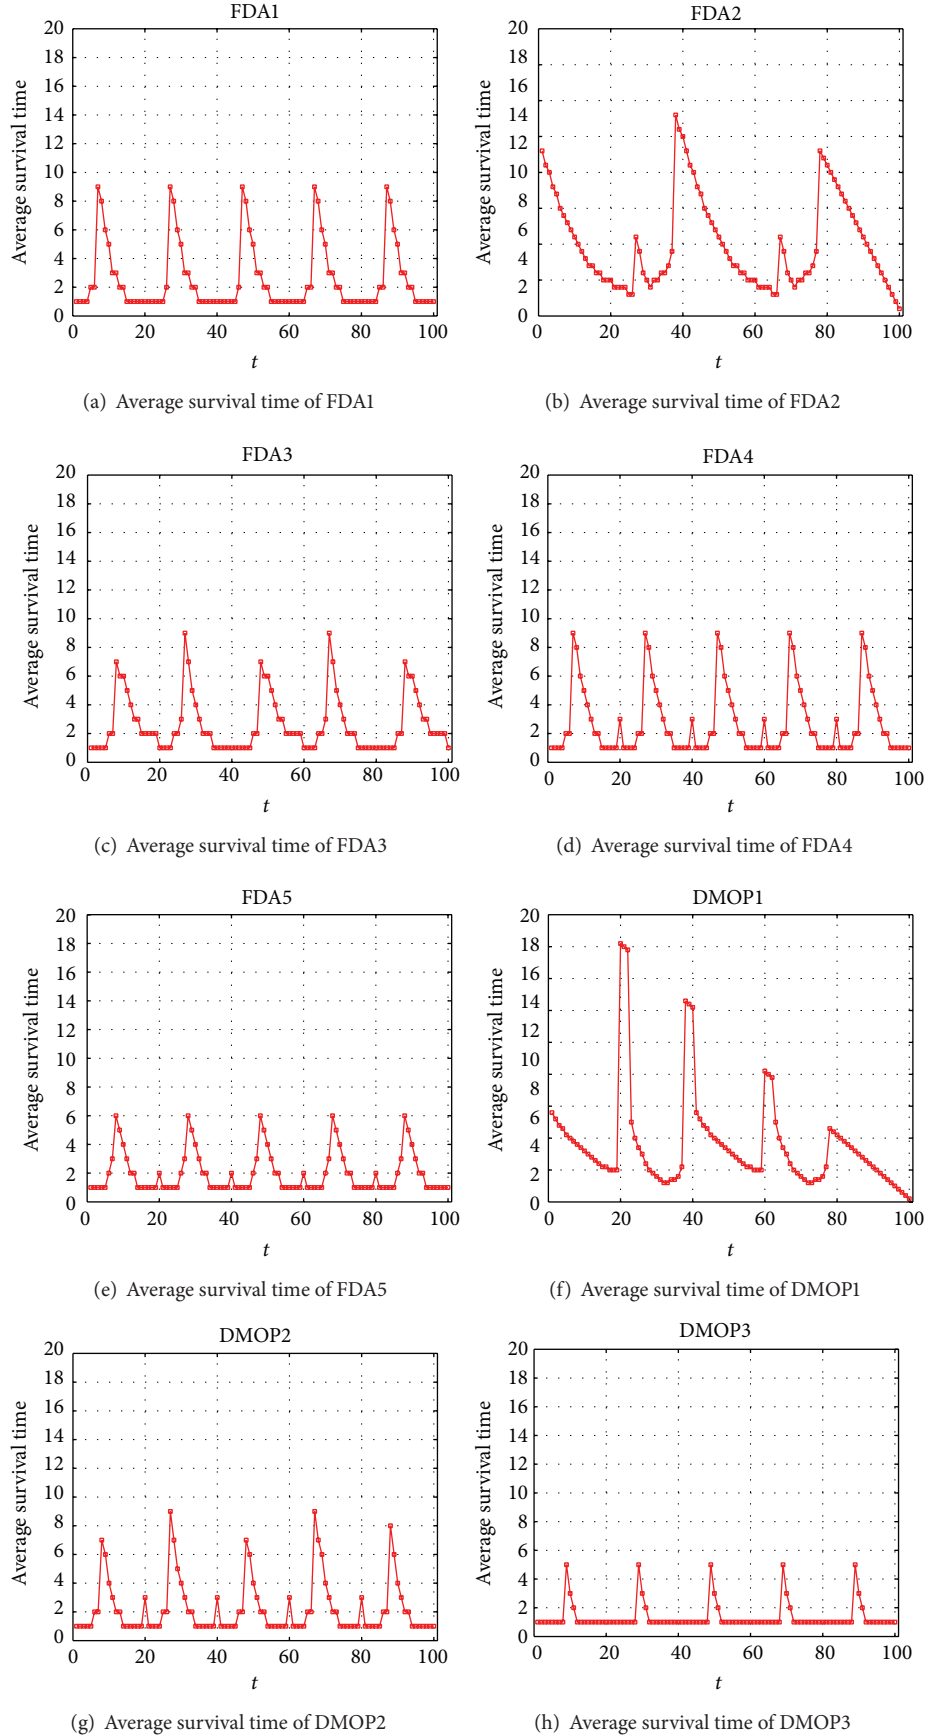 FDA1
20
18
16
14
12
10
8
6
4
2
0
Average survival time
0 20 40 60 80 100
t
(a) Average survival time of FDA1
FDA2
20
18
16
14
12
10
8
6
4
2
0
Average survival time
0 20 40 60 80 100
t
(b) Average survival time of FDA2
FDA3
20
18
16
14
12
10
8
6
4
2
0
Average survival time
0 20 40 60 80 100
t
(c) Average survival time of FDA3
FDA4
20
18
16
14
12
10
8
6
4
2
0
Average survival time
0 20 40 60 80 100
t
(d) Average survival time of FDA4
FDA5
20
18
16
14
12
10
8
6
4
2
0
Average survival time
0 20 40 60 80 100
t
(e) Average survival time of FDA5
DMOP1
20
18
16
14
12
10
8
6
4
2
0
Average survival time
0 20 40 60 80 100
t
(f) Average survival time of DMOP1
DMOP2
20
18
16
14
12
10
8
6
4
2
0
Average survival time
0 20 40 60 80 100
t
(g) Average survival time of DMOP2
DMOP3
20
18
16
14
12
10
8
6
4
2
0
Average survival time
0 20 40 60 80 100
t
(h) Average survival time of DMOP3